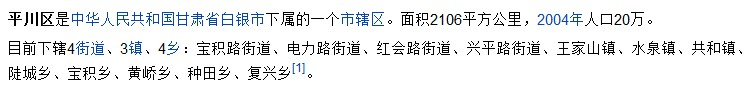 平川区是中华人民共和国甘肃省白银市下属的一个市辖区。面积2106平方公里，2004年人口20万。
目前下辖4街道、3镇、4乡：宝积路街道、电力路街道、红会路街道、兴平路街道、王家山镇、水泉镇、共和镇、
陡城乡、宝积乡、黄峤乡、种田乡、复兴乡[1]。